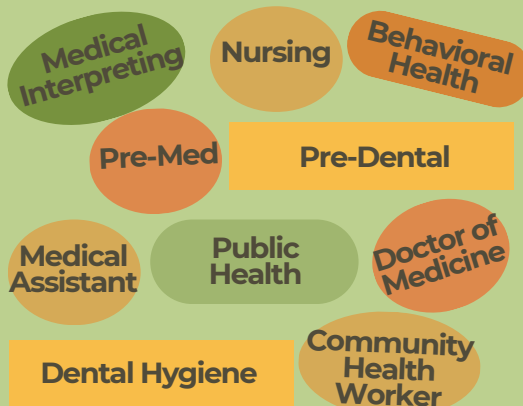 Medical
Interpreting
Nursing
Behavioral
Health
Pre-Med
Pre-Dental
Medical
Assistant
Public
Health
Doctor of
Medicine
Dental Hygiene
Community
Health
Worker